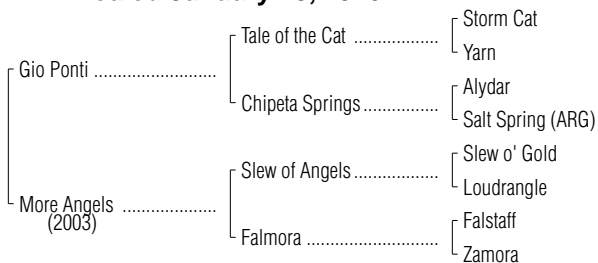 Storm Cat
Tale of the Cat ..................
Yarn
Gio Ponti ..........................
Alydar
Chipeta Springs................
Salt Spring (ARG)
Slew o' Gold
Slew of Angels..................
Loudrangle
More Angels ....................
(2003)
Falstaff
Falmora ............................
Zamora